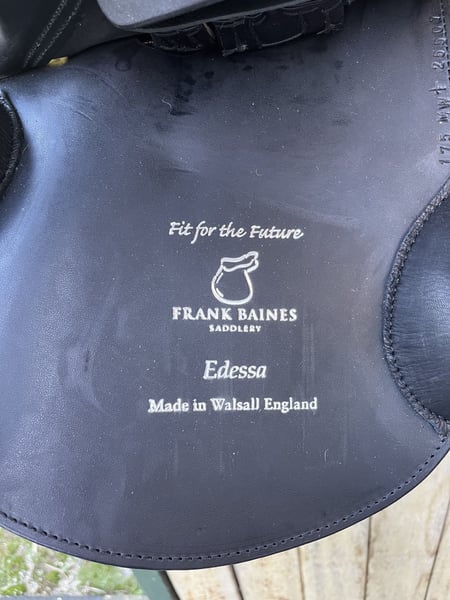 Fit for the Future
FRANK BAINES
SADDLERY
Edessa
Made in Walsall England